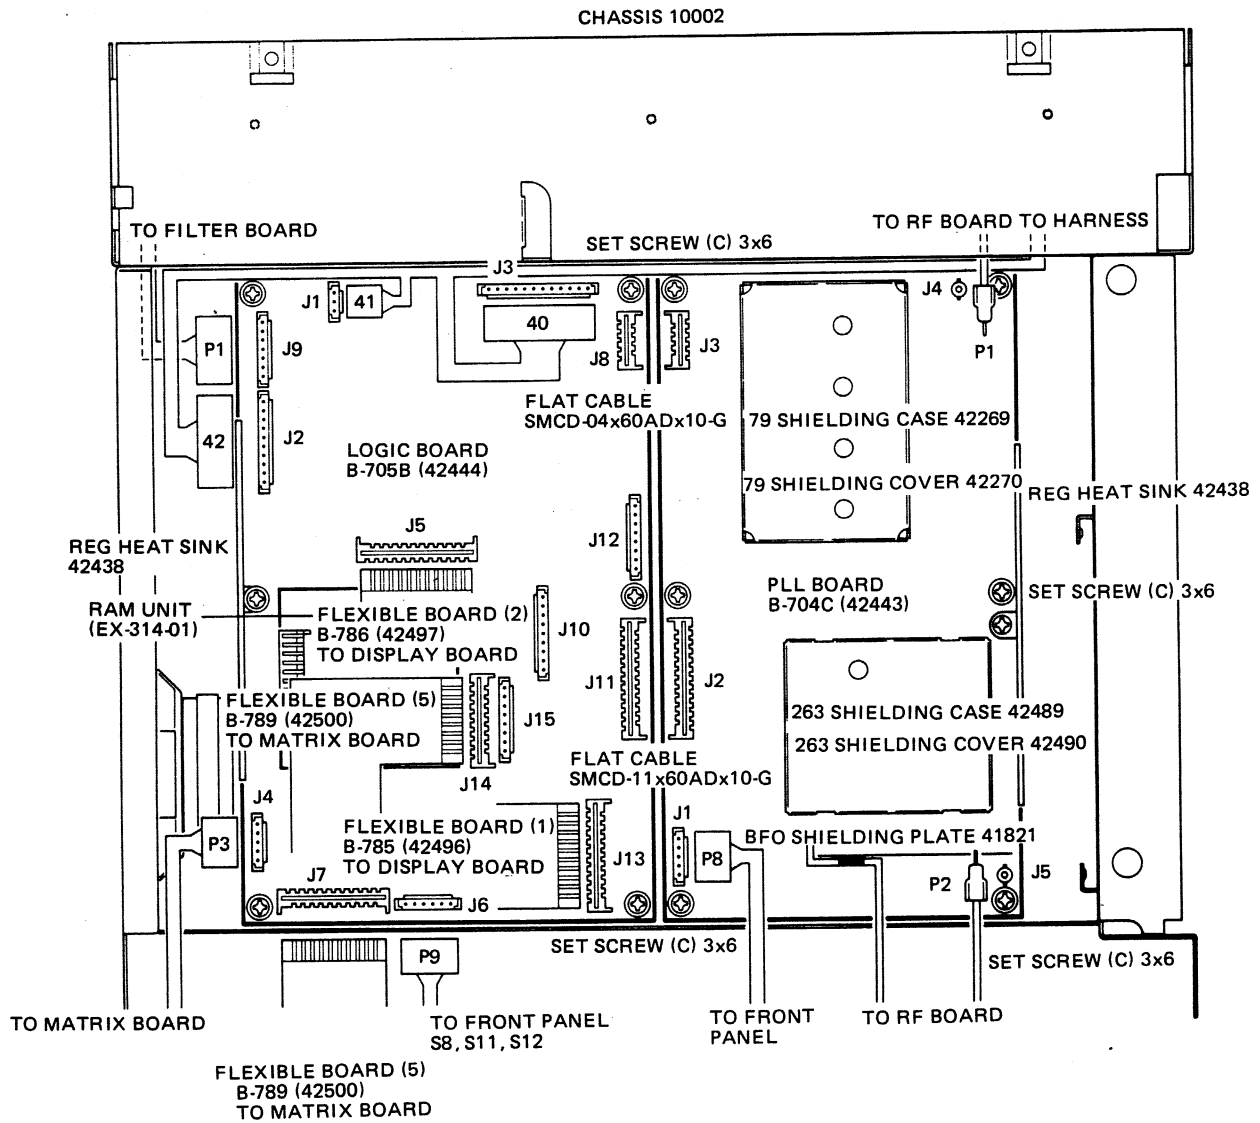 CHASSIS 10002
TO FILTER BOARD
TO RF BOARD TO HARNESS
SET SCREW (C) 3x6
J3
J1
41
40
J4
P1
P1
J9
J8
J3
FLAT CABLE
SMCD-04x60ADx10-G
79 SHIELDING CASE 42269
42
J2
LOGIC BOARD
B-705B (42444)
79 SHIELDING COVER 42270
REG HEAT SINK 42438
J5
J12
REG HEAT SINK
42438
PLL BOARD
B-704C (42443)
SET SCREW (C) 3x6
RAM UNIT
(EX-314-01)
FLEXIBLE BOARD (2)
B-786 (42497)
TO DISPLAY BOARD
J10
J11
J2
FLEXIBLE BOARD (5)
B-789 (42500)
TO MATRIX BOARD
J15
263 SHIELDING CASE 42489
263 SHIELDING COVER 42490
FLAT CABLE
SMCD-11x60ADx10-G
J14
J4
J1
P3
FLEXIBLE BOARD (1)
B-785 (42496)
TO DISPLAY BOARD
J13
P8
BFO SHIELDING PLATE 41821
J7
J6
P2
J5
SET SCREW (C) 3x6
P9
SET SCREW (C) 3x6
TO MATRIX BOARD
TO FRONT PANEL
S8, S11, S12
TO FRONT
PANEL
TO RF BOARD
FLEXIBLE BOARD (5)
B-789 (42500)
TO MATRIX BOARD